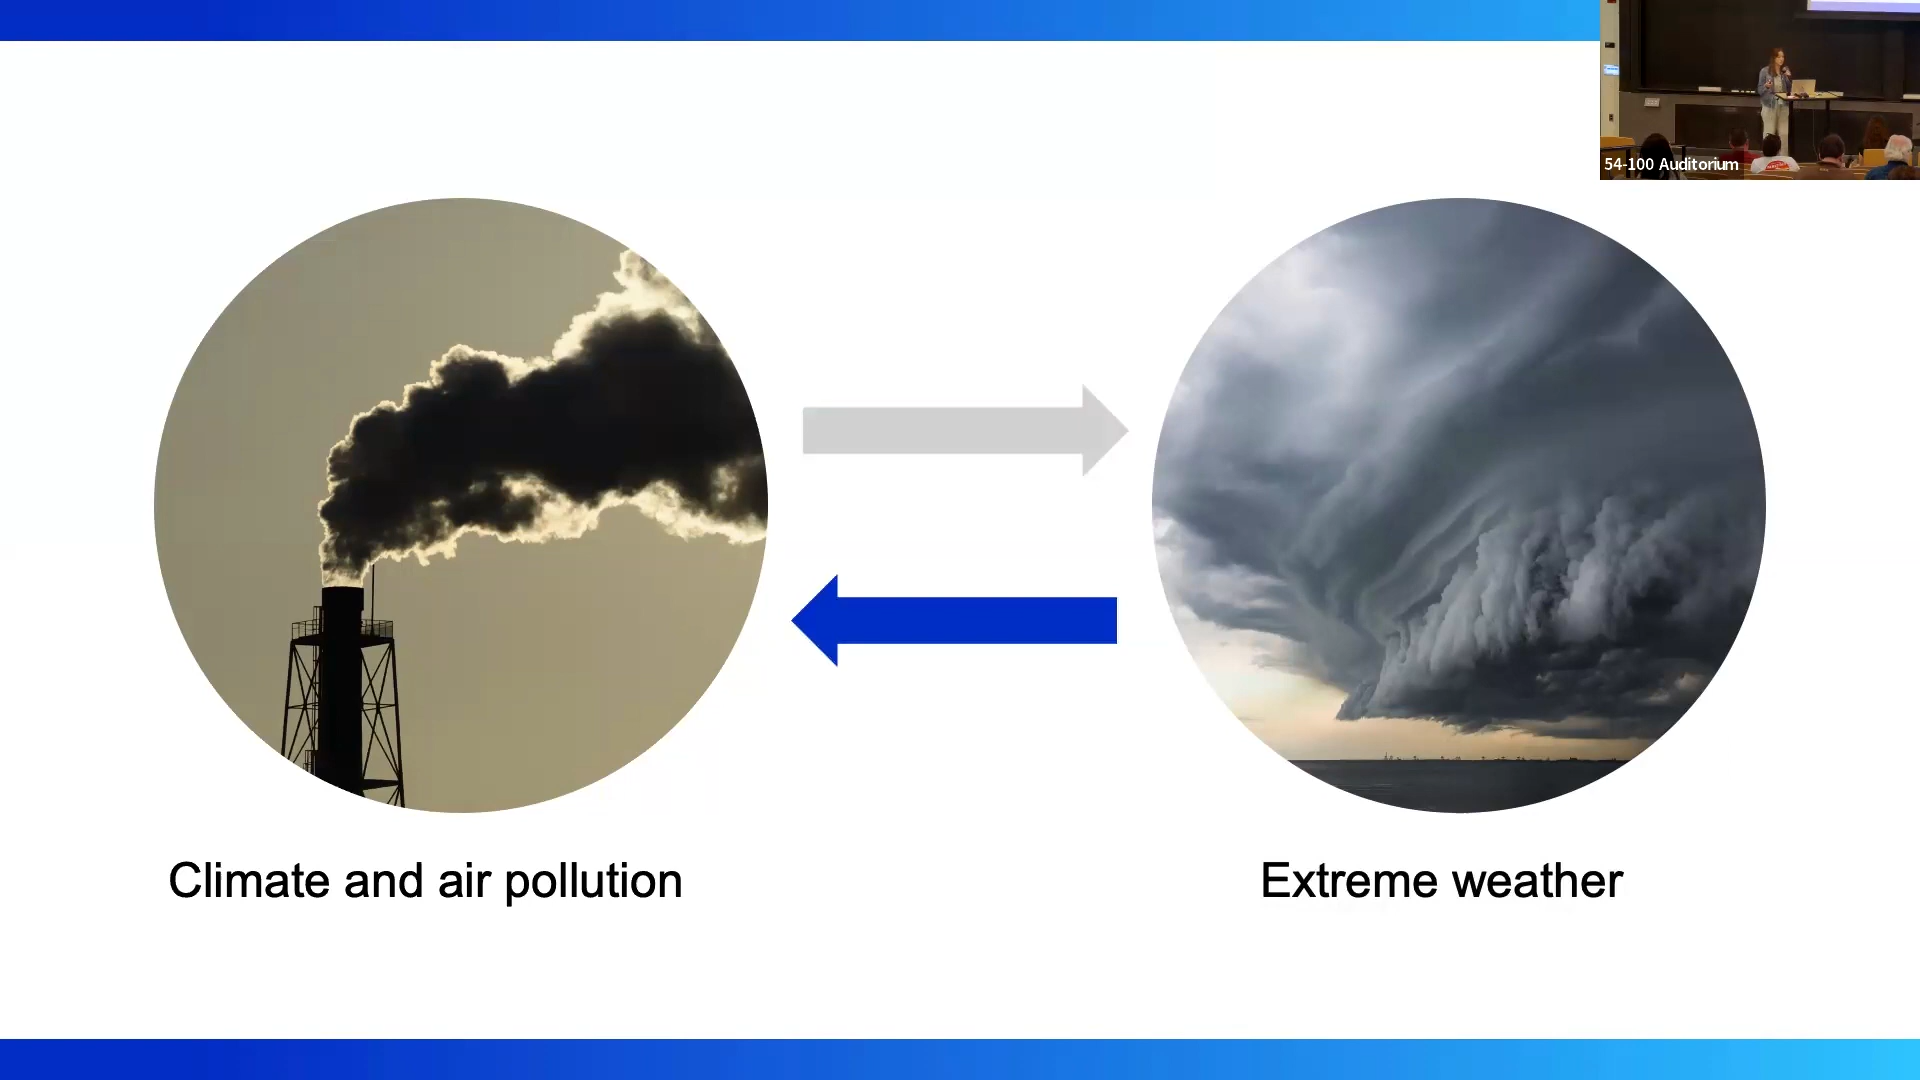 54-100 Auditorium
Climate and air pollution
Extreme weather